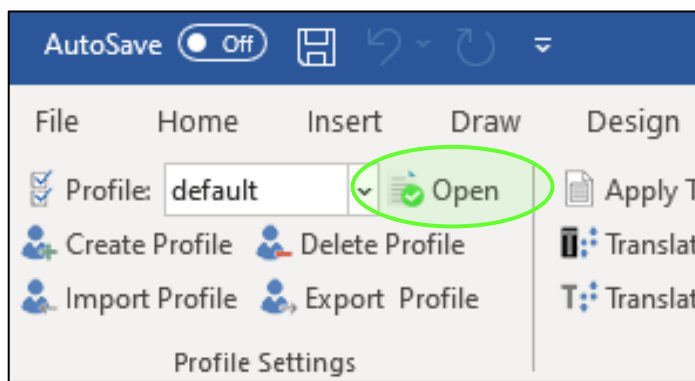 AutoSave Off
File Home Insert Draw Design
Profile: default Open Apply
Create Profile Delete Profile
Import Profile Export Profile
Profile Settings